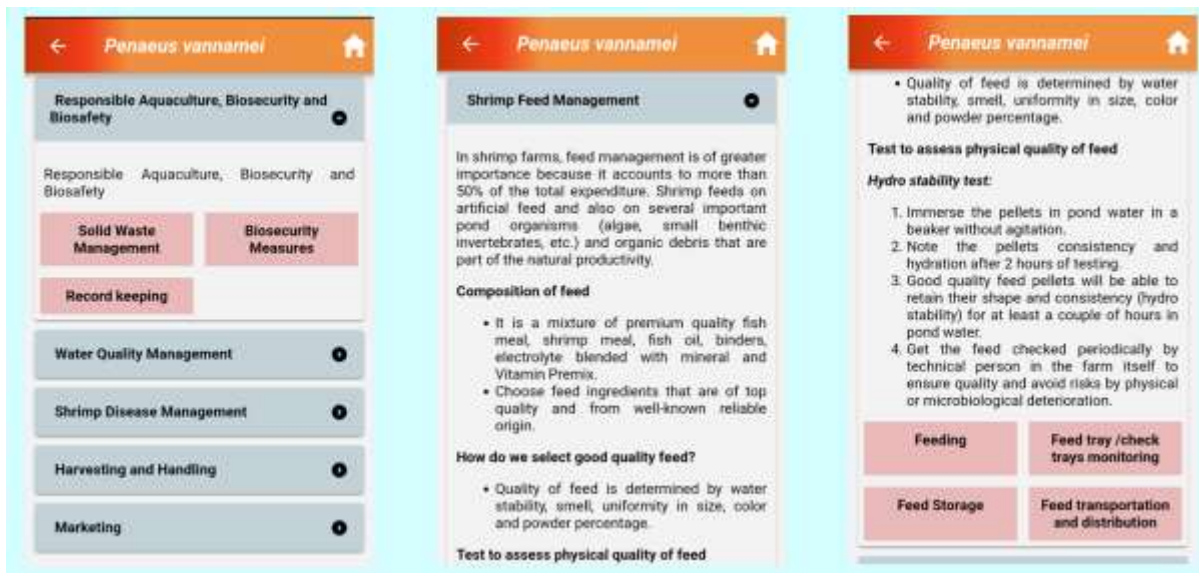 Penaeus vannamei
Responsible Aquaculture, Biosecurity and
Biosafety
Responsible Aquaculture, Biosecurity and
Biosafety
Solid Waste
Management
Biosecurity
Measures
Record keeping
Water Quality Management
Shrimp Disease Management
Harvesting and Handling
Marketing
Penaeus vannamei
Shrimp Feed Management
In shrimp farms, feed management is of greater
importance because it accounts to more than
50% of the total expenditure. Shrimp feeds on
artificial feed and also on several important
pond organisms (algae, small benthic
invertebrates, etc.) and organic debris that are
part of the natural productivity.
Composition of feed
• It is a mixture of premium quality fish
meal, shrimp meal, fish oil, binders,
electrolyte blended with mineral and
Vitamin Premix.
• Choose feed ingredients that are of top
quality and from well-known reliable
origin.
How do we select good quality feed?
• Quality of feed is determined by water
stability, smell, uniformity in size, color
and powder percentage.
Test to assess physical quality of feed
Penaeus vannamei
• Quality of feed is determined by water
stability, smell, uniformity in size, color
and powder percentage.
Test to assess physical quality of feed
Hydro stability test:
1. Immerse the pellets in pond water in a
beaker without agitation.
2. Note the pellets consistency and
hydration after 2 hours of testing.
3. Good quality feed pellets will be able to
retain their shape and consistency (hydro
stability) for at least a couple of hours in
pond water.
4. Get the feed checked periodically by
technical person in the farm itself to
ensure quality and avoid risks by physical
or microbiological deterioration.
Feeding
Feed tray /check
trays monitoring
Feed Storage
Feed transportation
and distribution